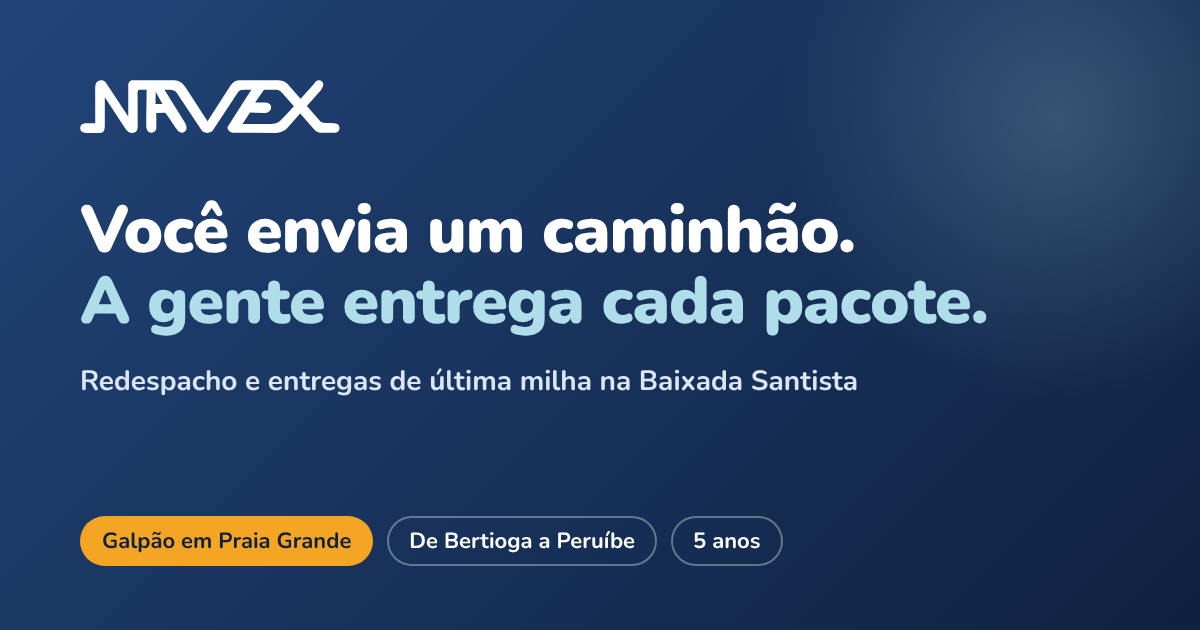 NAVEX
Você envia um caminhão.
A gente entrega cada pacote.
Redespacho e entregas de última milha na Baixada Santista
Galpão em Praia Grande
De Bertioga a Peruíbe
5 anos